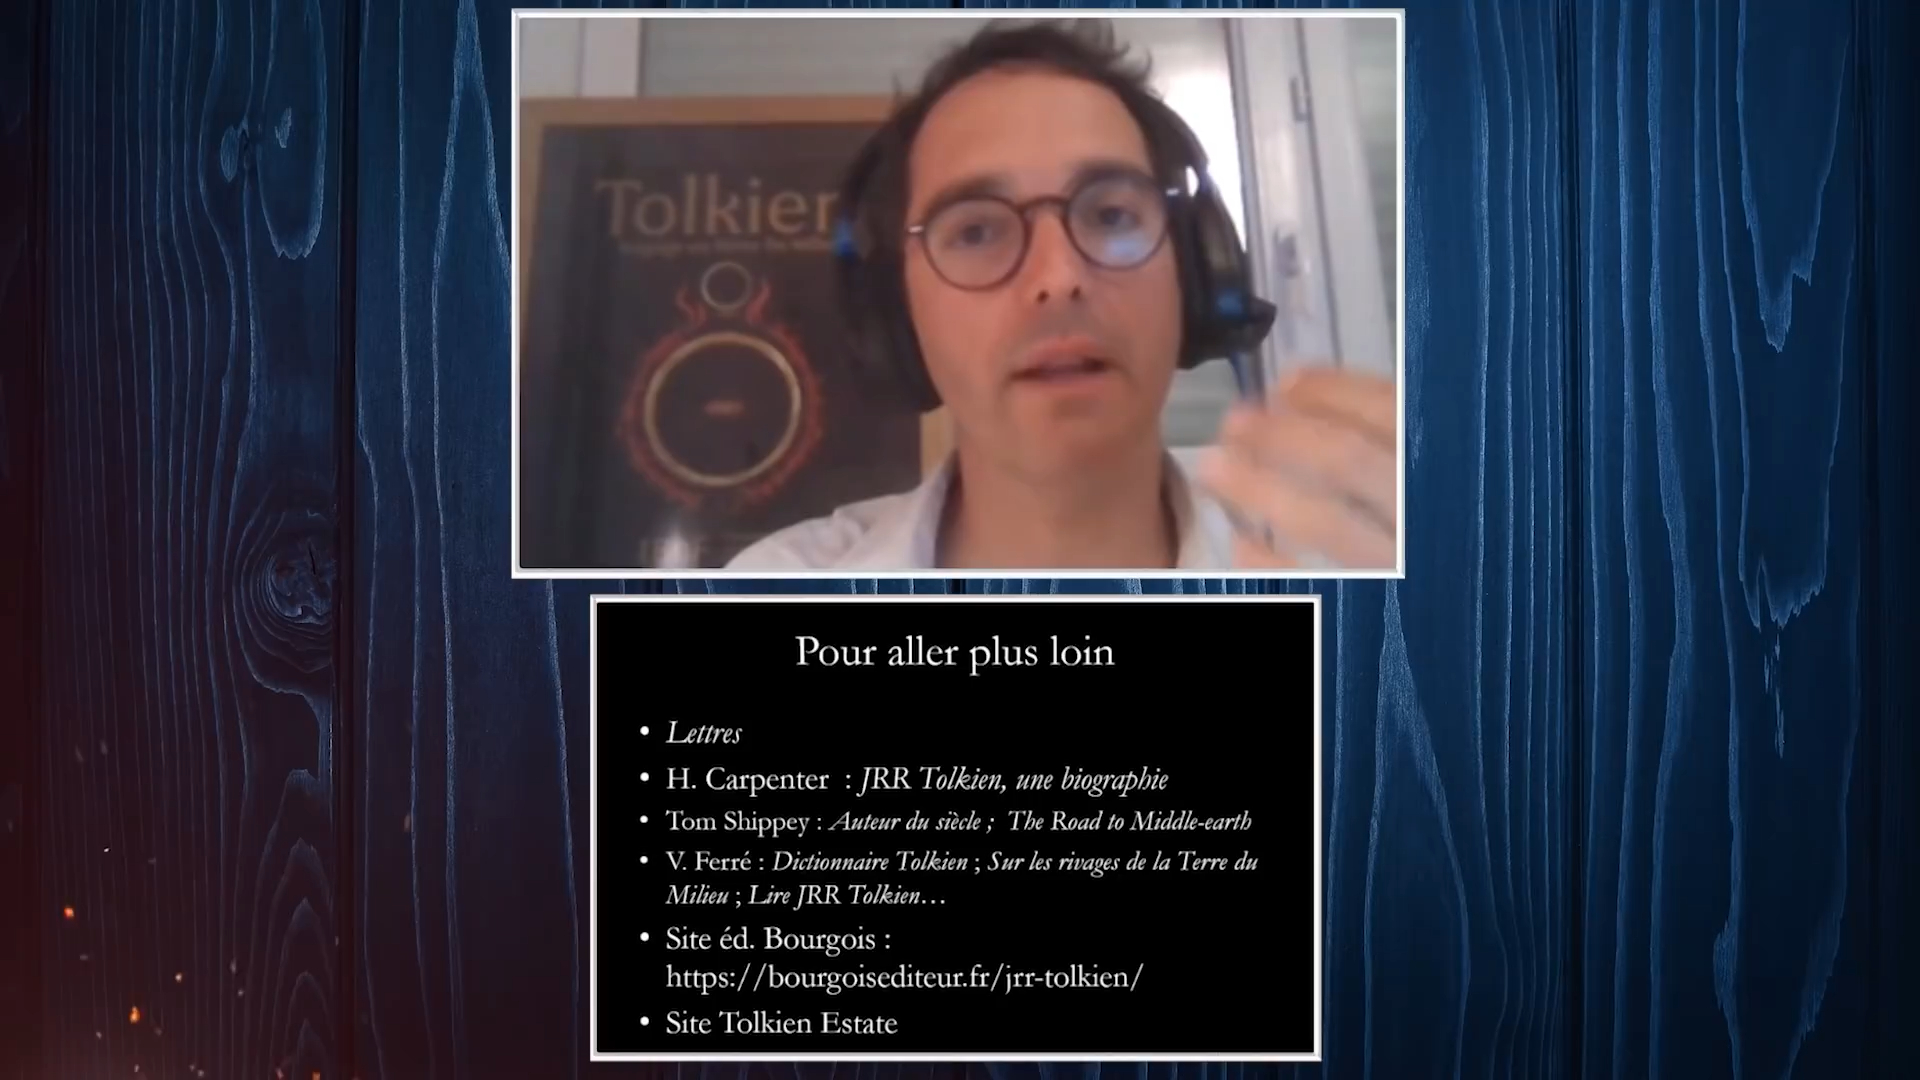 Tolkien
Pour aller plus loin
• Lettres
• H. Carpenter : JRR Tolkien, une biographie
• Tom Shippey : Auteur du siècle ; The Road to Middle-earth
• V. Ferré : Dictionnaire Tolkien ; Sur les rivages de la Terre du
Milieu ; Lire JRR Tolkien…
• Site éd. Bourgois :
https://bourgoisediteur.fr/jrr-tolkien/
• Site Tolkien Estate